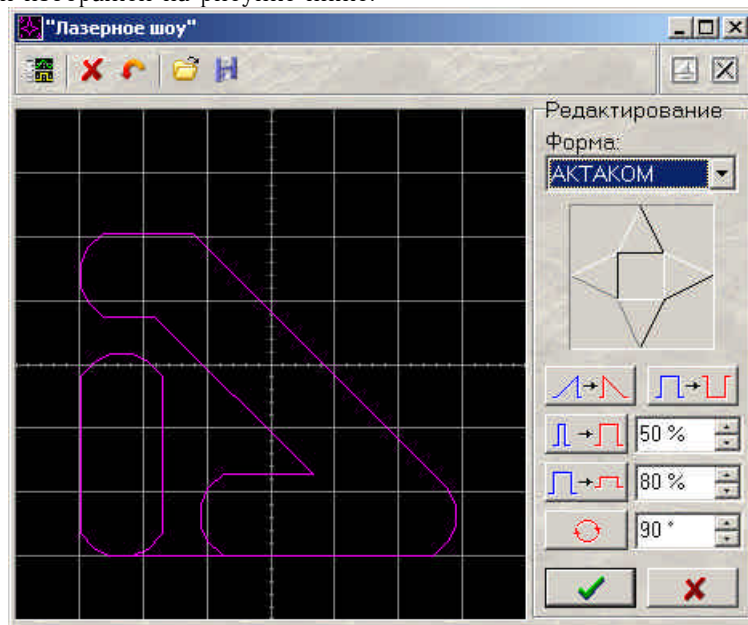 "Лазерное шоу"
Редактирование
Форма:
АКТАКОМ
50 %
80 %
90 °